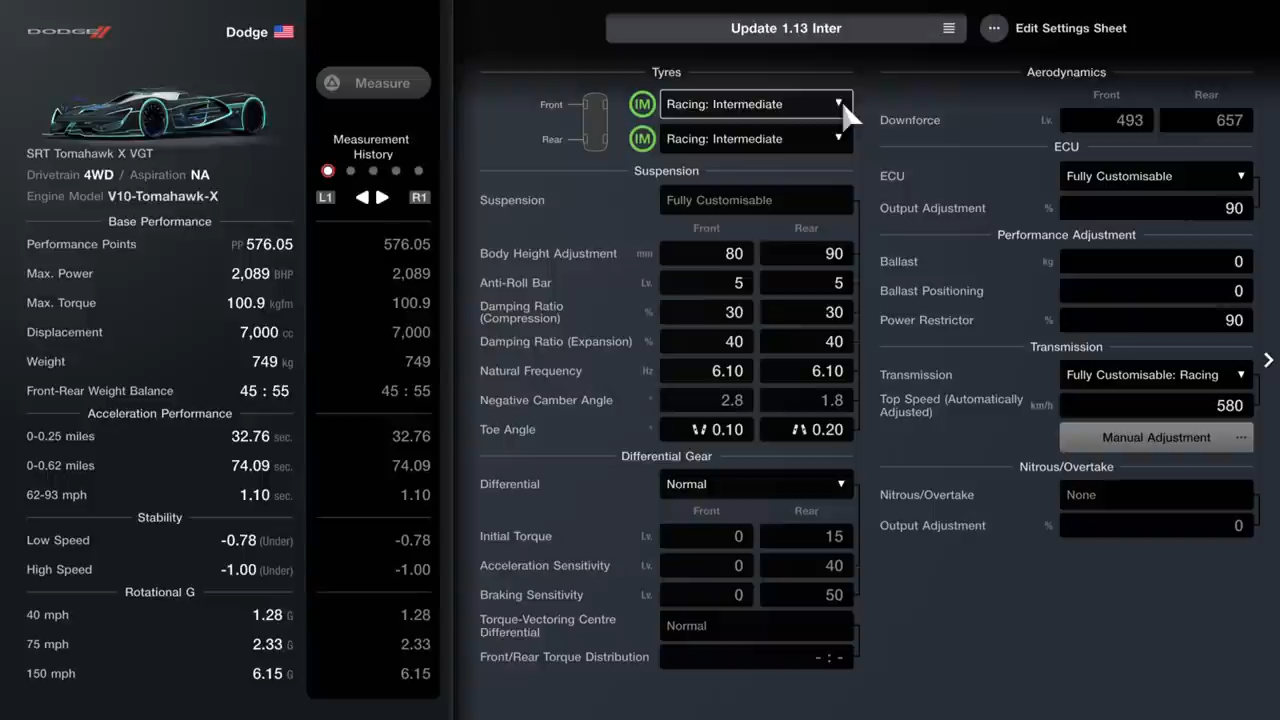 DODGE
Dodge
SRT Tomahawk X VGT
Drivetrain 4WD / Aspiration NA
Engine Model V10-Tomahawk-X
Base Performance
Performance Points PP 576.05
Max. Power 2,089 BHP
Max. Torque 100.9 kgfm
Displacement 7,000 cc
Weight 749 kg
Front-Rear Weight Balance 45 : 55
Acceleration Performance
0-0.25 miles 32.76 sec.
0-0.62 miles 74.09 sec.
62-93 mph 1.10 sec.
Stability
Low Speed -0.78 (Under)
High Speed -1.00 (Under)
Rotational G
40 mph 1.28 G
75 mph 2.33 G
150 mph 6.15 G
Measure
Measurement
History
L1 R1
576.05
2,089
100.9
7,000
749
45 : 55
32.76
74.09
1.10
-0.78
-1.00
1.28
2.33
6.15
Update 1.13 Inter
Edit Settings Sheet
Tyres
Front IM Racing: Intermediate
Rear IM Racing: Intermediate
Suspension
Suspension Fully Customisable
Front Rear
Body Height Adjustment mm 80 90
Anti-Roll Bar Lv. 5 5
Damping Ratio
(Compression) % 30 30
Damping Ratio (Expansion) % 40 40
Natural Frequency Hz 6.10 6.10
Negative Camber Angle ° 2.8 1.8
Toe Angle ° 0.10 0.20
Differential Gear
Differential Normal
Front Rear
Initial Torque Lv. 0 15
Acceleration Sensitivity Lv. 0 40
Braking Sensitivity Lv. 0 50
Torque-Vectoring Centre
Differential Normal
Front/Rear Torque Distribution - : -
Aerodynamics
Front Rear
Downforce Lv. 493 657
ECU
ECU Fully Customisable
Output Adjustment % 90
Performance Adjustment
Ballast kg 0
Ballast Positioning 0
Power Restrictor % 90
Transmission
Transmission Fully Customisable: Racing
Top Speed (Automatically
Adjusted) km/h 580
Manual Adjustment
Nitrous/Overtake
Nitrous/Overtake None
Output Adjustment % 0